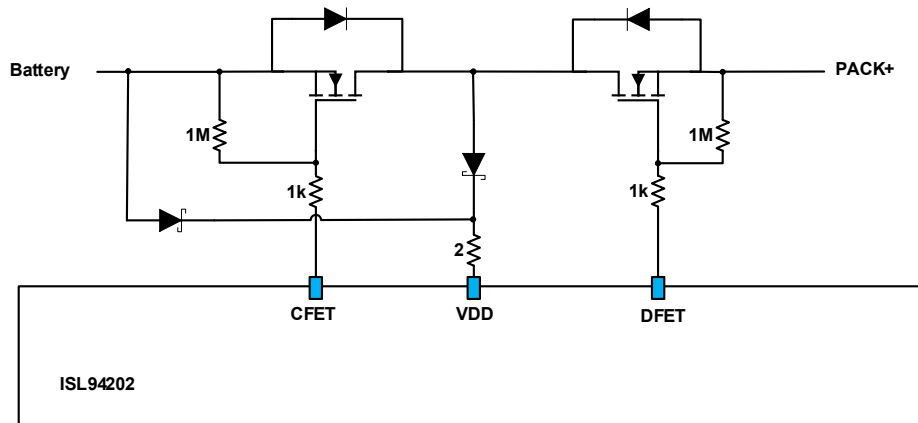 Battery
PACK+
1M
1M
1k
1k
2
CFET
VDD
DFET
ISL94202